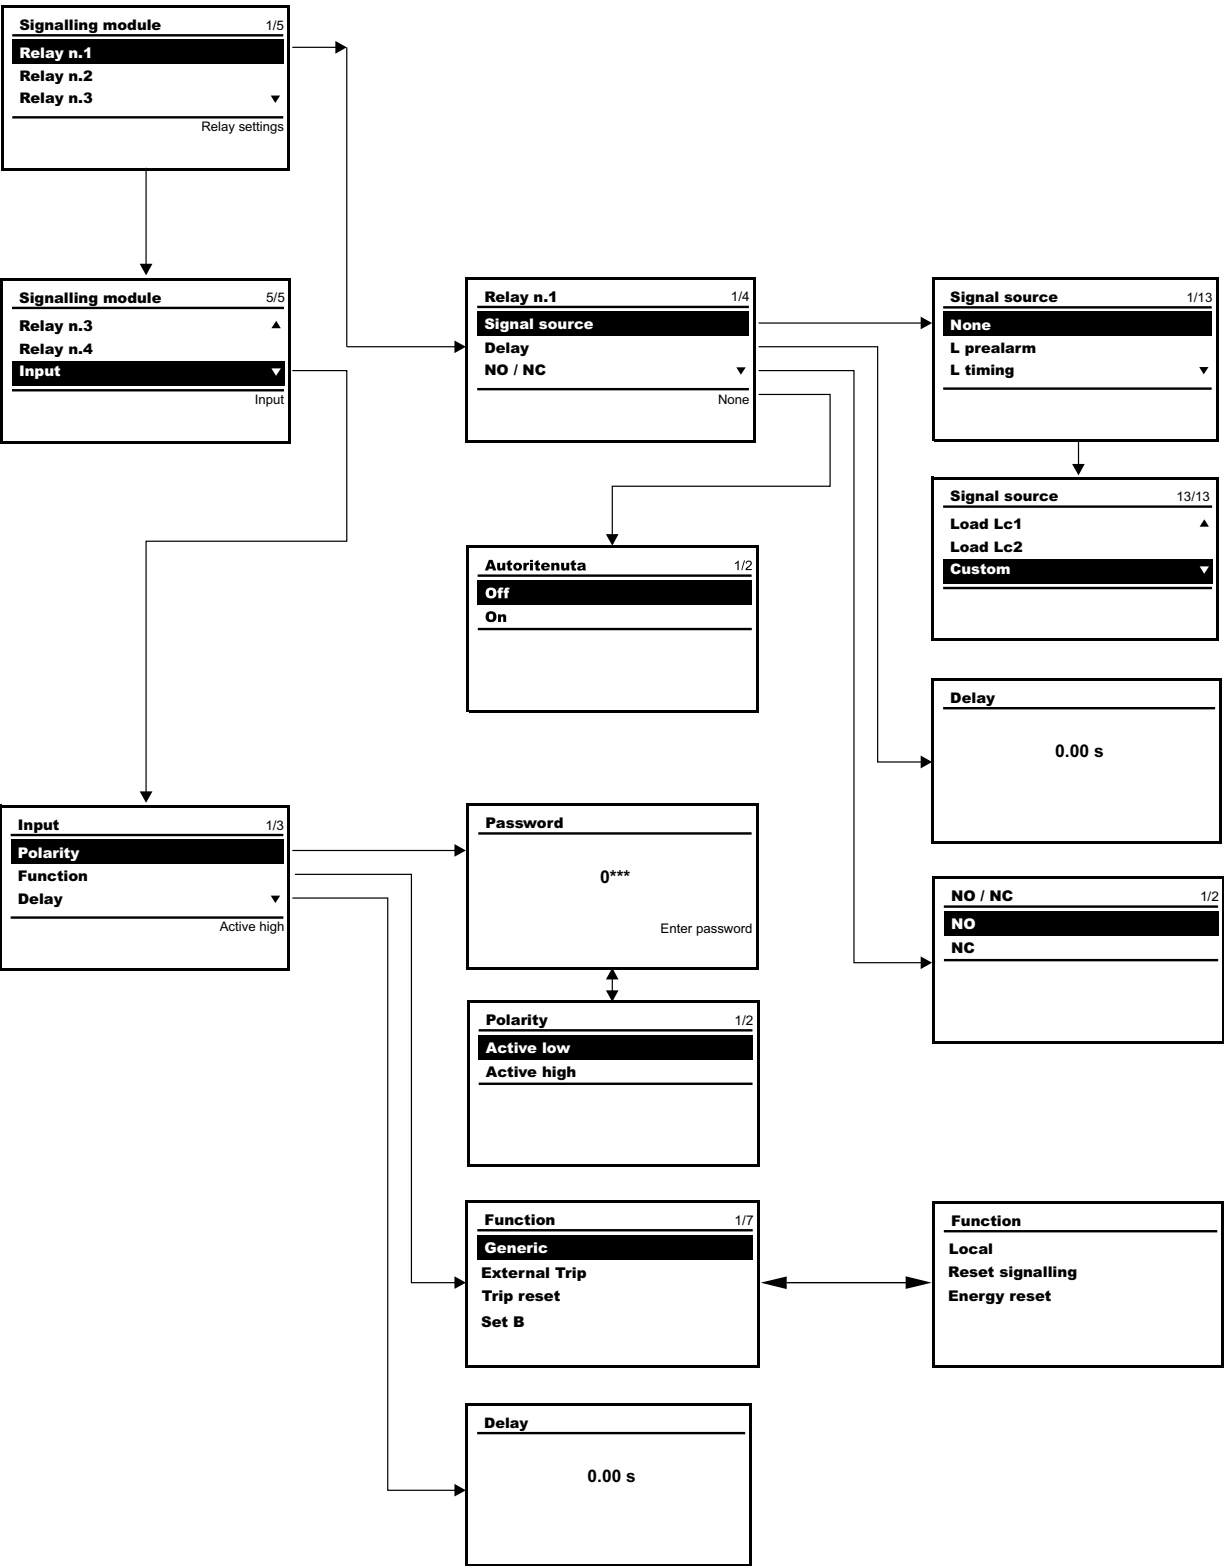 Signalling module 1/5
Relay n.1
Relay n.2
Relay n.3 ▼
Relay settings
Signalling module 5/5
Relay n.3 ▲
Relay n.4
Input ▼
Input
Relay n.1 1/4
Signal source
Delay
NO / NC ▼
None
Signal source 1/13
None
L prealarm
L timing ▼
Signal source 13/13
Load Lc1 ▲
Load Lc2
Custom ▼
Autoritenuta 1/2
Off
On
Delay
0.00 s
Input 1/3
Polarity
Function
Delay ▼
Active high
Password
0***
Enter password
NO / NC 1/2
NO
NC
Polarity 1/2
Active low
Active high
Function 1/7
Generic
External Trip
Trip reset
Set B
Function
Local
Reset signalling
Energy reset
Delay
0.00 s